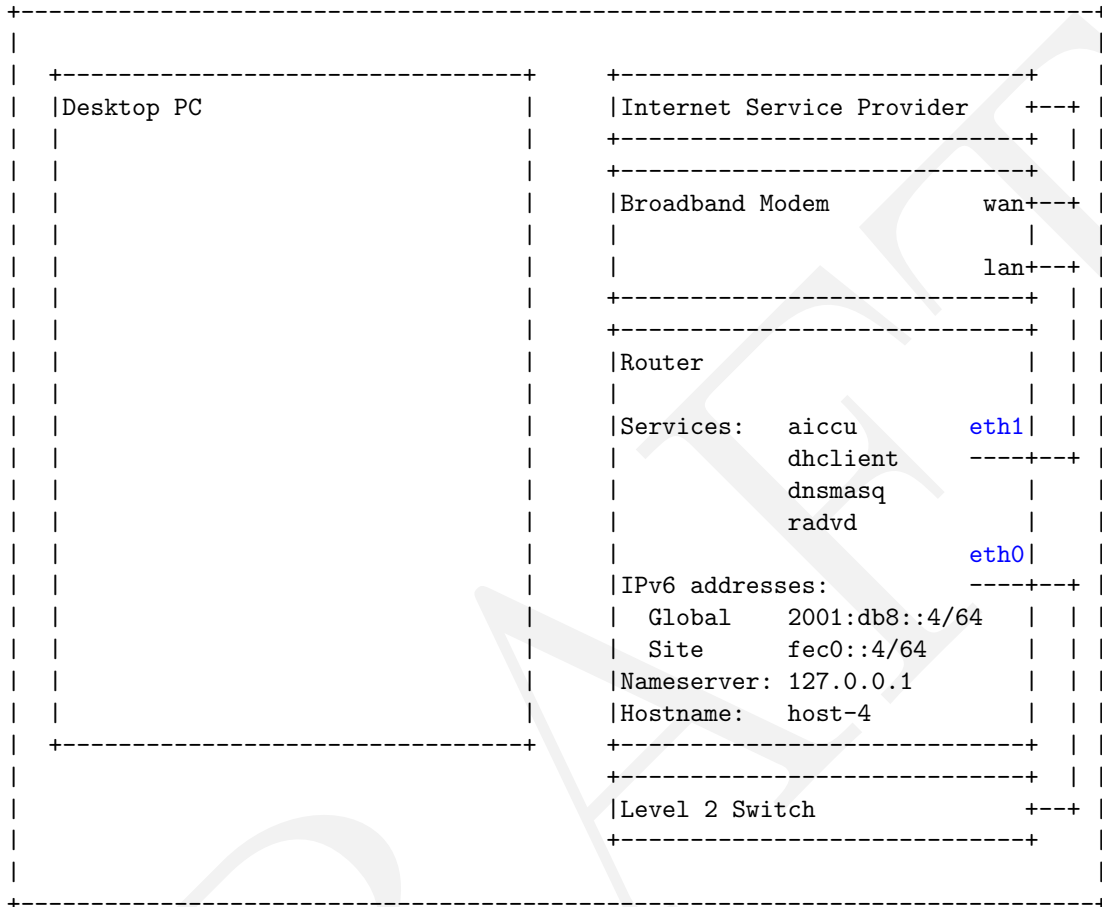 Desktop PC
Internet Service Provider
Broadband Modem wan
lan
Router
Services: aiccu eth1
dhclient
dnsmasq
radvd
eth0
IPv6 addresses:
Global 2001:db8::4/64
Site fec0::4/64
Nameserver: 127.0.0.1
Hostname: host-4
Level 2 Switch